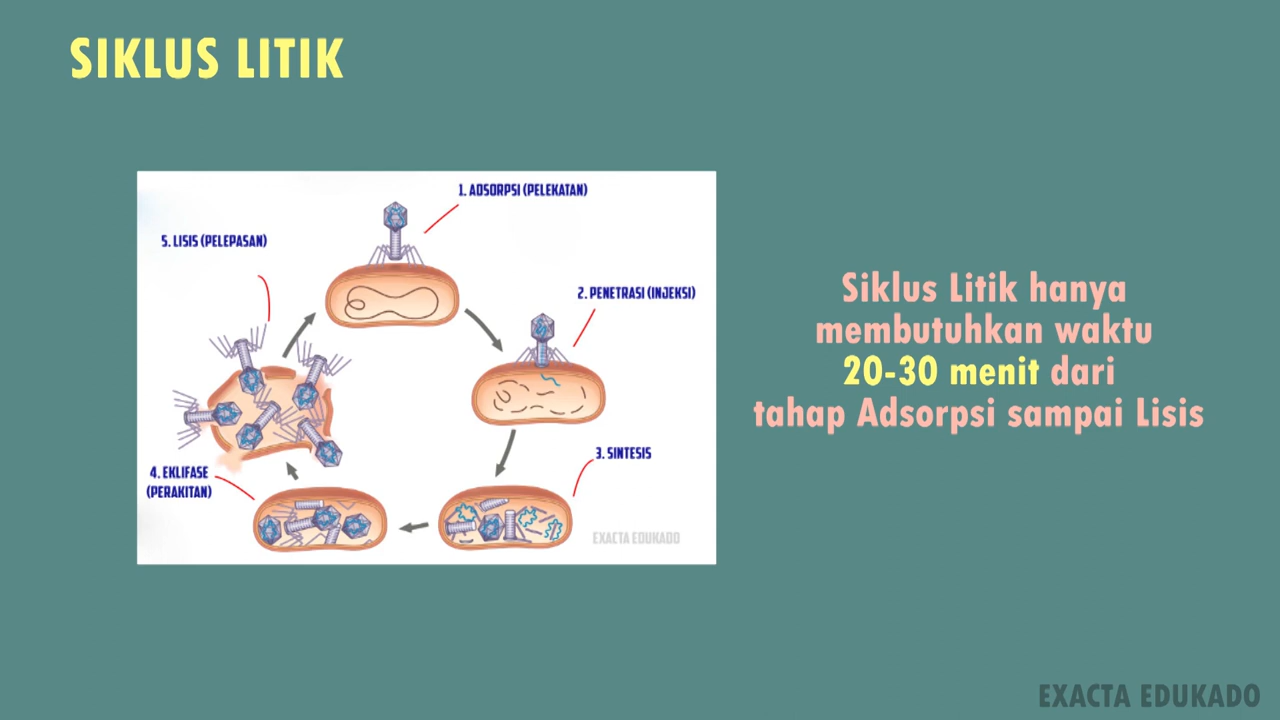 SIKLUS LITIK
1. ADSORPSI (PELEKATAN)
5. LISIS (PELEPASAN)
2. PENETRASI (INJEKSI)
3. SINTESIS
4. EKLIFASE
(PERAKITAN)
EXACTA EDUKADO
Siklus Litik hanya
membutuhkan waktu
20-30 menit dari
tahap Adsorpsi sampai Lisis
EXACTA EDUKADO